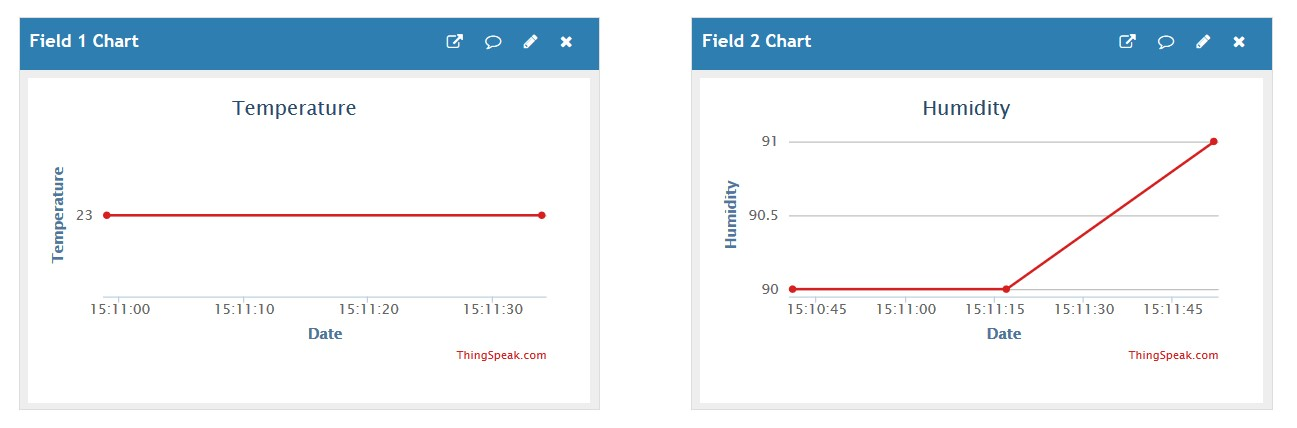 Field 1 Chart
Temperature
Temperature
23
15:11:00 15:11:10 15:11:20 15:11:30
Date
ThingSpeak.com
Field 2 Chart
Humidity
Humidity
91
90.5
90
15:10:45 15:11:00 15:11:15 15:11:30 15:11:45
Date
ThingSpeak.com